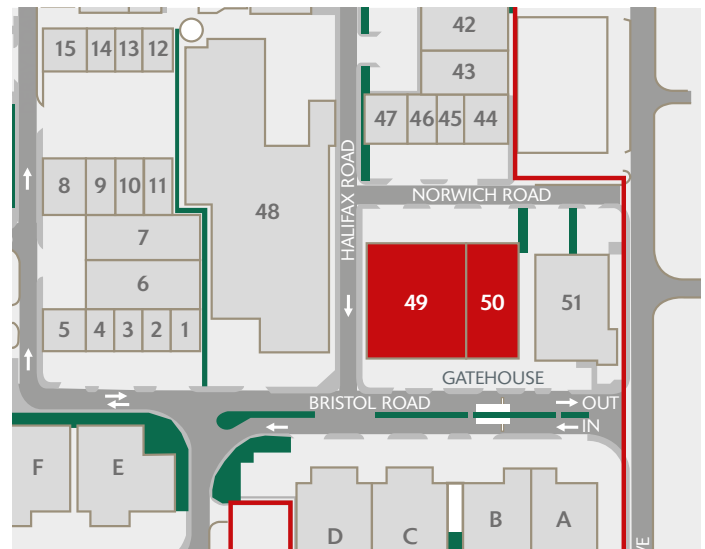 42
15 14 13 12
43
47 46 45 44
8 9 10 11
NORWICH ROAD
HALIFAX ROAD
48
7
6
49 50 51
5 4 3 2 1
GATEHOUSE
BRISTOL ROAD
OUT
IN
F E
D C B A
VE